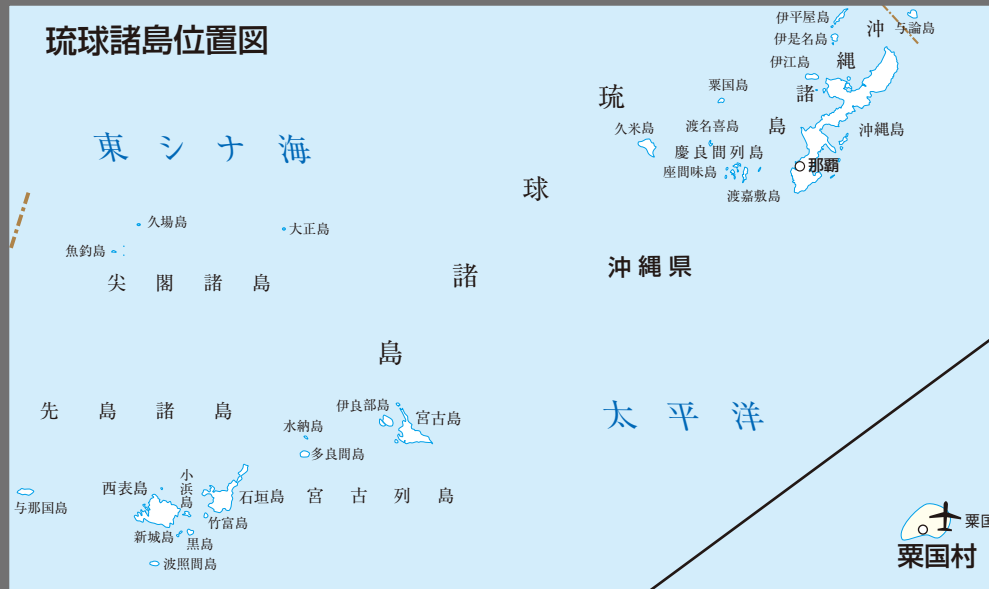 琉球諸島位置図
伊平屋島
伊是名島
伊江島
与論島
沖縄諸島
粟国島
久米島
渡名喜島
慶良間列島
座間味島
渡嘉敷島
沖縄島
那覇
琉球諸島
東シナ海
久場島
大正島
魚釣島
尖閣諸島
沖縄県
先島諸島
伊良部島
宮古島
水納島
多良間島
太平洋
宮古列島
小浜島
西表島
石垣島
与那国島
竹富島
新城島
黒島
波照間島
粟国
粟国村